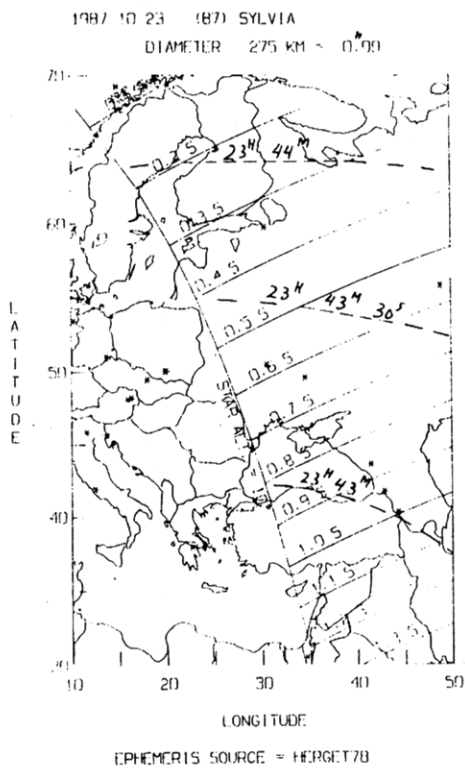 1987 10 23 (87) SYLVIA
DIAMETER 275 KM = 0".09
70
0.2 S
23H 44M
60
0.3 S
0.4 S
23H 43M 30S
0.5 S
LATITUDE
50
0.6 S
0.7 S
0.8 S
23H 43M
0.9
40
1.0 S
30
10 20 30 40 50
LONGITUDE
EPHEMERIS SOURCE = HERGET78